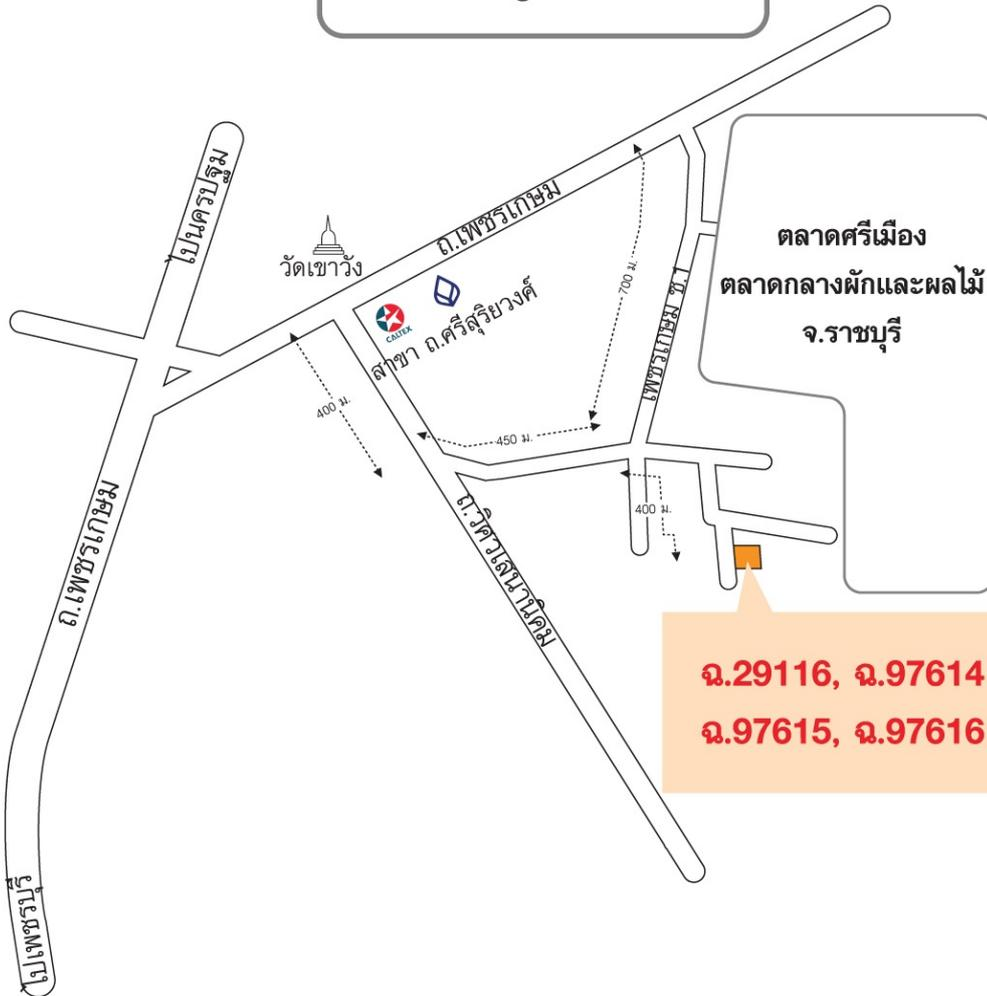 ไปนครปฐม
วัดเขาวัง
ถ.เพชรเกษม
CALTEX
สาขา ถ.ศรีสุริยวงศ์
700 ม.
เพชรเกษม ซ.1
ตลาดศรีเมือง
ตลาดกลางผักและผลไม้
จ.ราชบุรี
400 ม.
450 ม.
400 ม.
ถ.เพชรเกษม
ถ.วิศวเสนานิคม
ฉ.29116, ฉ.97614
ฉ.97615, ฉ.97616
ไปเพชรบุรี